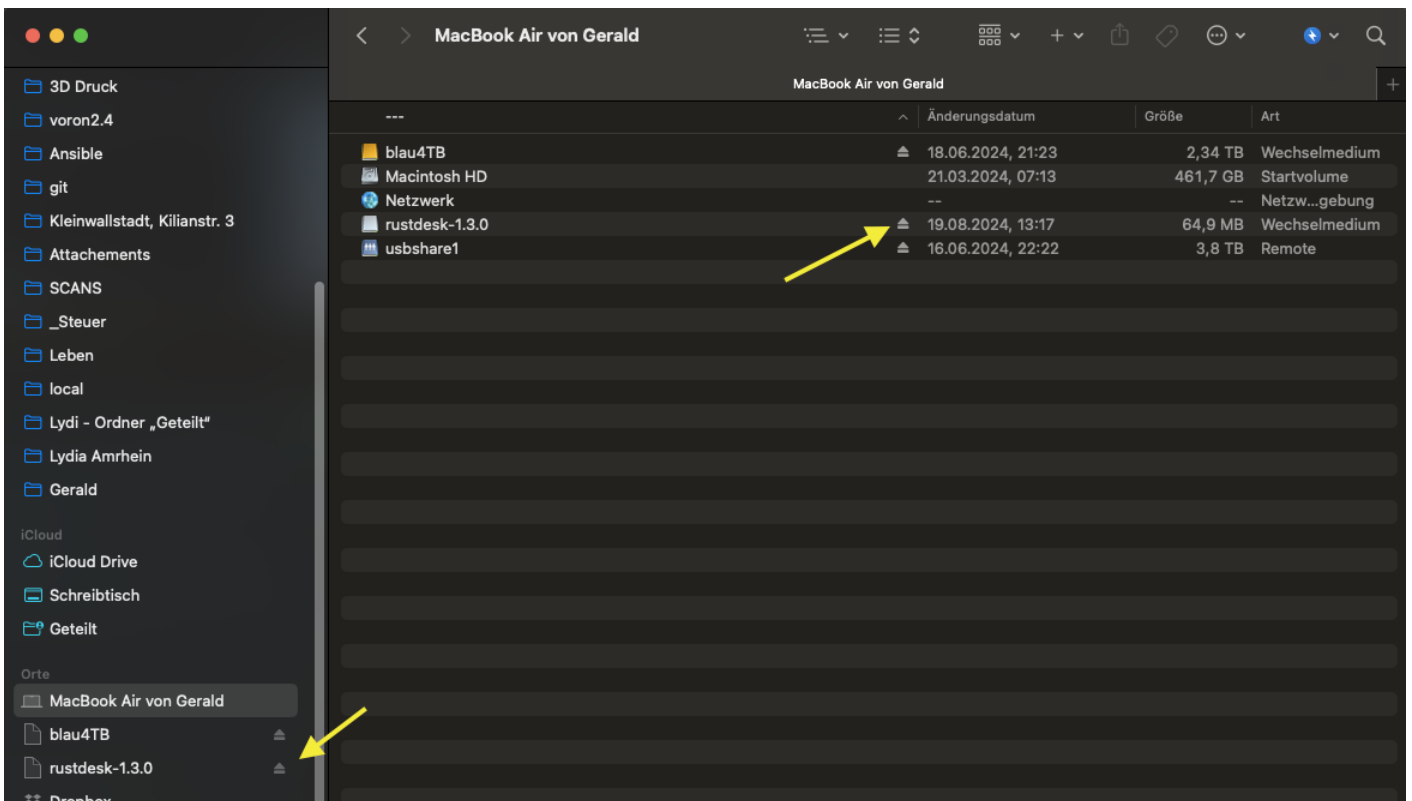 MacBook Air von Gerald
MacBook Air von Gerald
3D Druck
voron2.4
Ansible
git
Kleinwallstadt, Kilianstr. 3
Attachements
SCANS
_Steuer
Leben
local
Lydi - Ordner „Geteilt“
Lydia Amrhein
Gerald
iCloud
iCloud Drive
Schreibtisch
Geteilt
Orte
MacBook Air von Gerald
blau4TB
rustdesk-1.3.0
Dropbox
--- Änderungsdatum Größe Art
blau4TB 18.06.2024, 21:23 2,34 TB Wechselmedium
Macintosh HD 21.03.2024, 07:13 461,7 GB Startvolume
Netzwerk -- -- Netzw...gebung
rustdesk-1.3.0 19.08.2024, 13:17 64,9 MB Wechselmedium
usbshare1 16.06.2024, 22:22 3,8 TB Remote